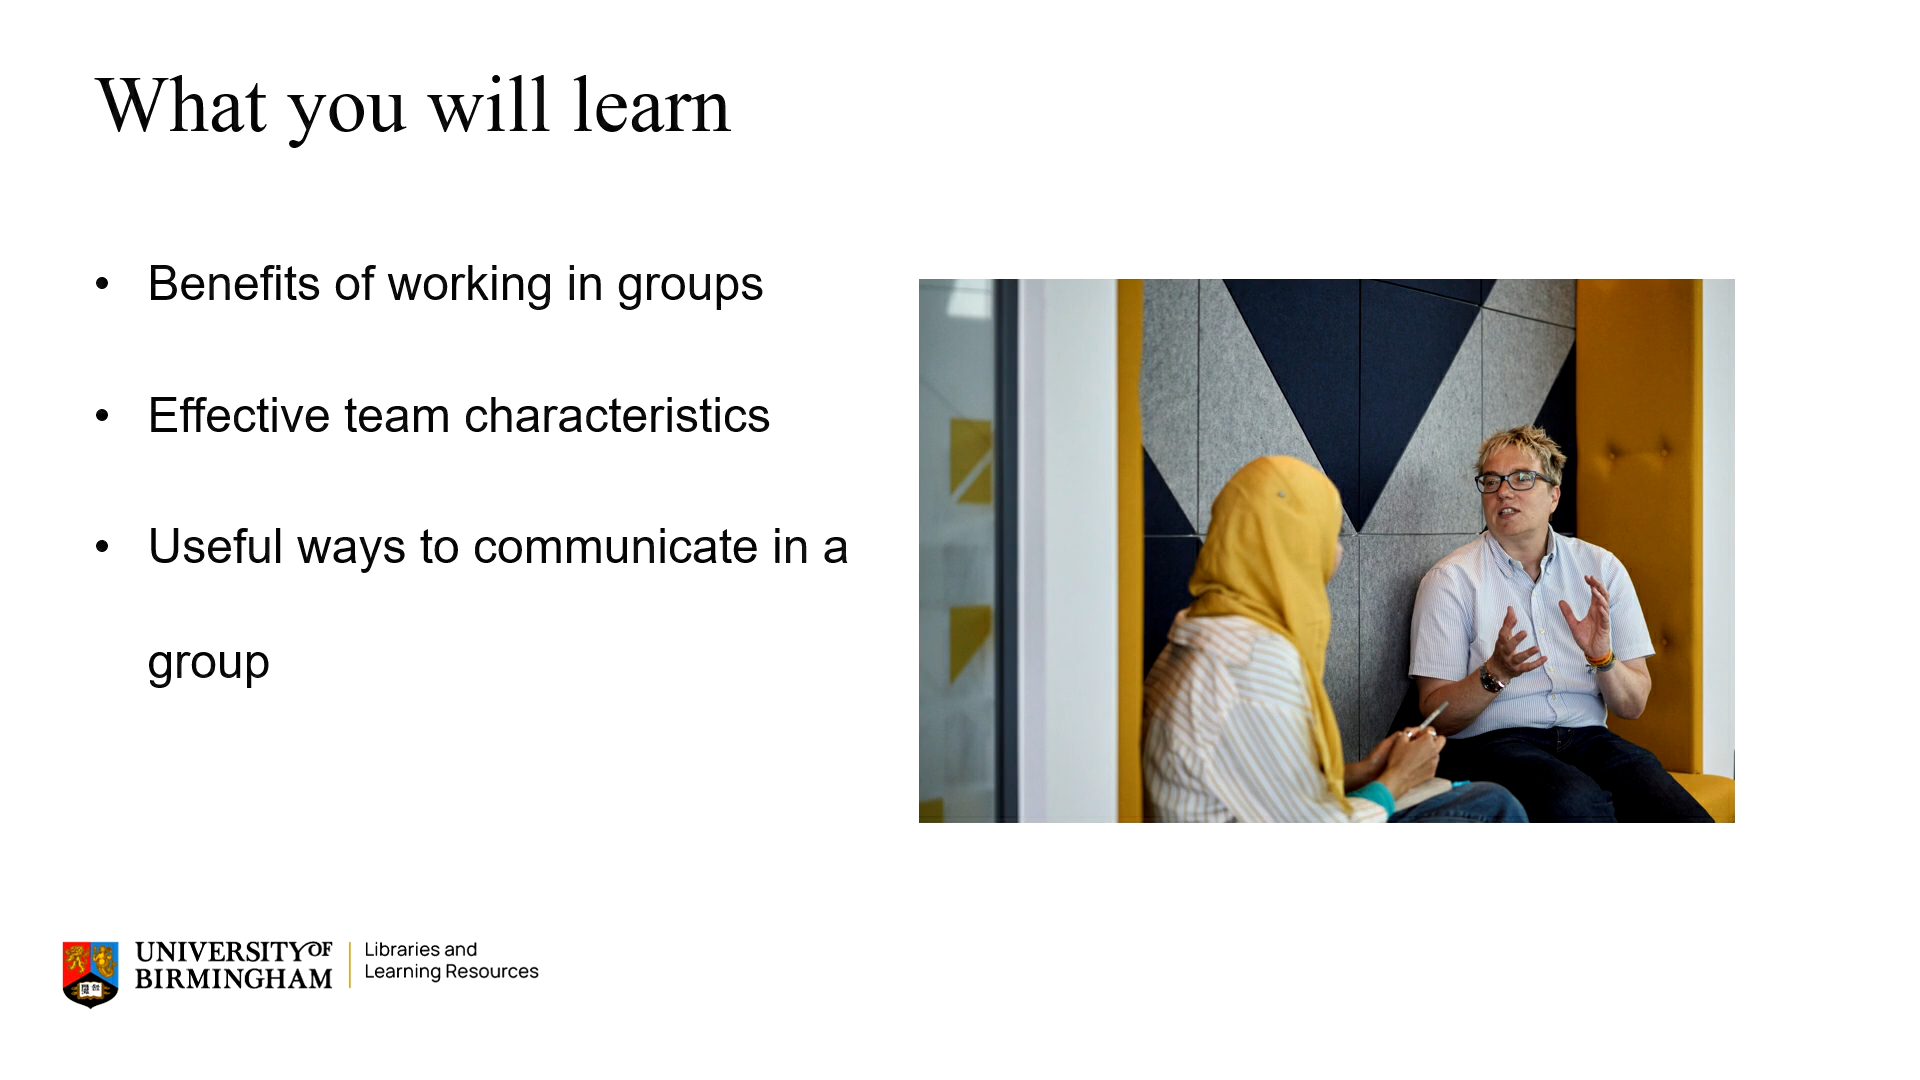 What you will learn
• Benefits of working in groups
• Effective team characteristics
• Useful ways to communicate in a
group
UNIVERSITY OF
BIRMINGHAM
Libraries and
Learning Resources